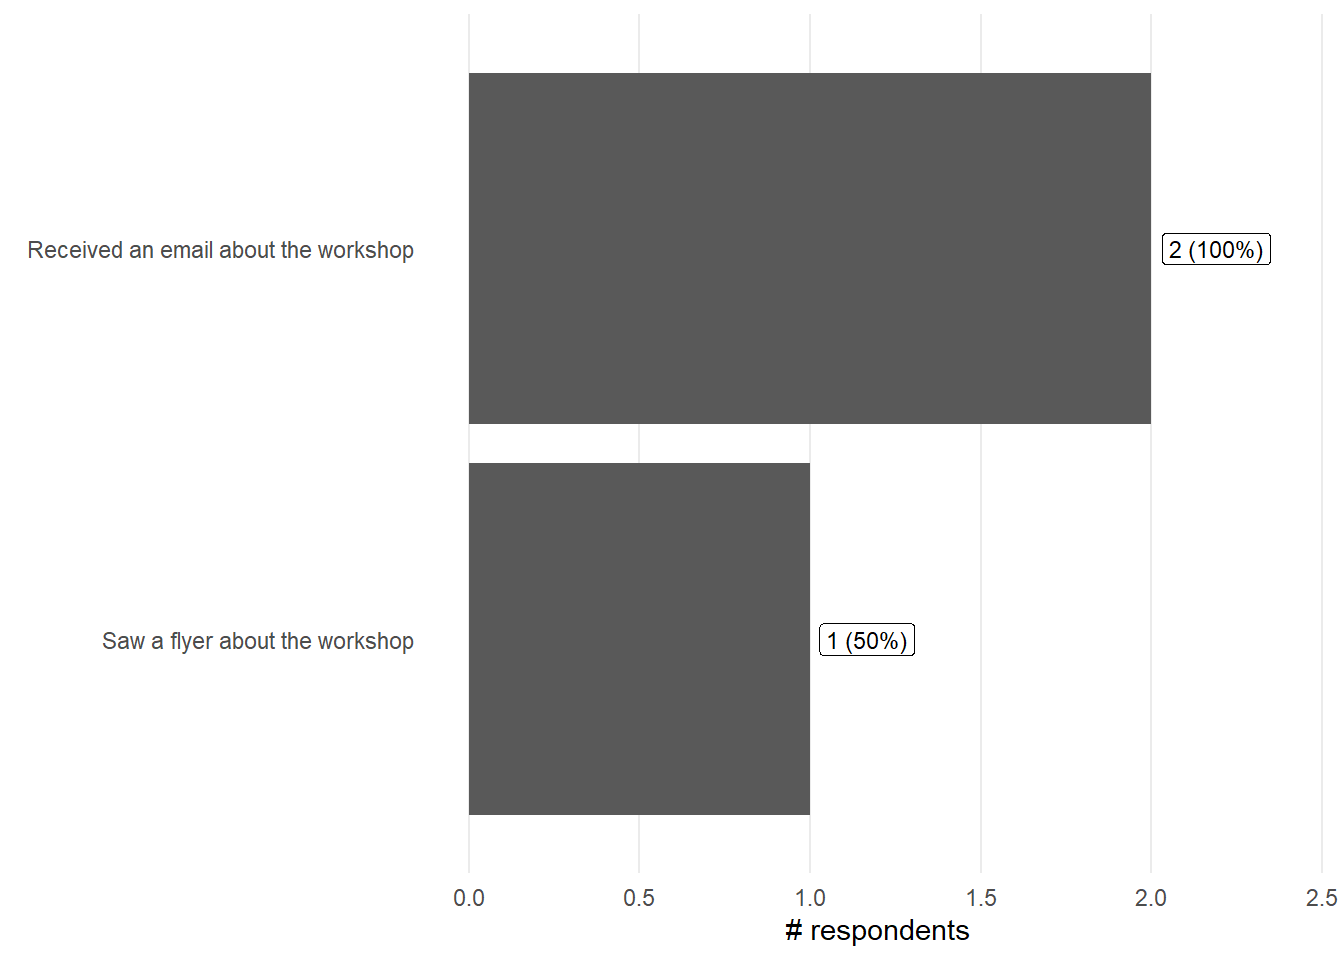 Received an email about the workshop
2 (100%)
Saw a flyer about the workshop
1 (50%)
0.0 0.5 1.0 1.5 2.0 2.5
# respondents